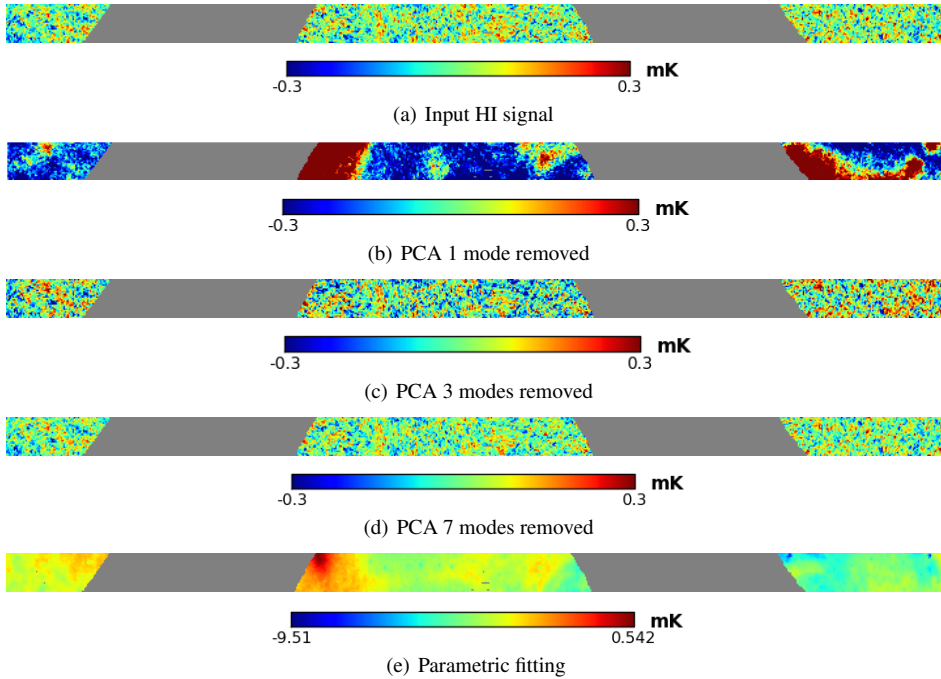 mK
-0.3 0.3
(a) Input HI signal
mK
-0.3 0.3
(b) PCA 1 mode removed
mK
-0.3 0.3
(c) PCA 3 modes removed
mK
-0.3 0.3
(d) PCA 7 modes removed
mK
-9.51 0.542
(e) Parametric fitting